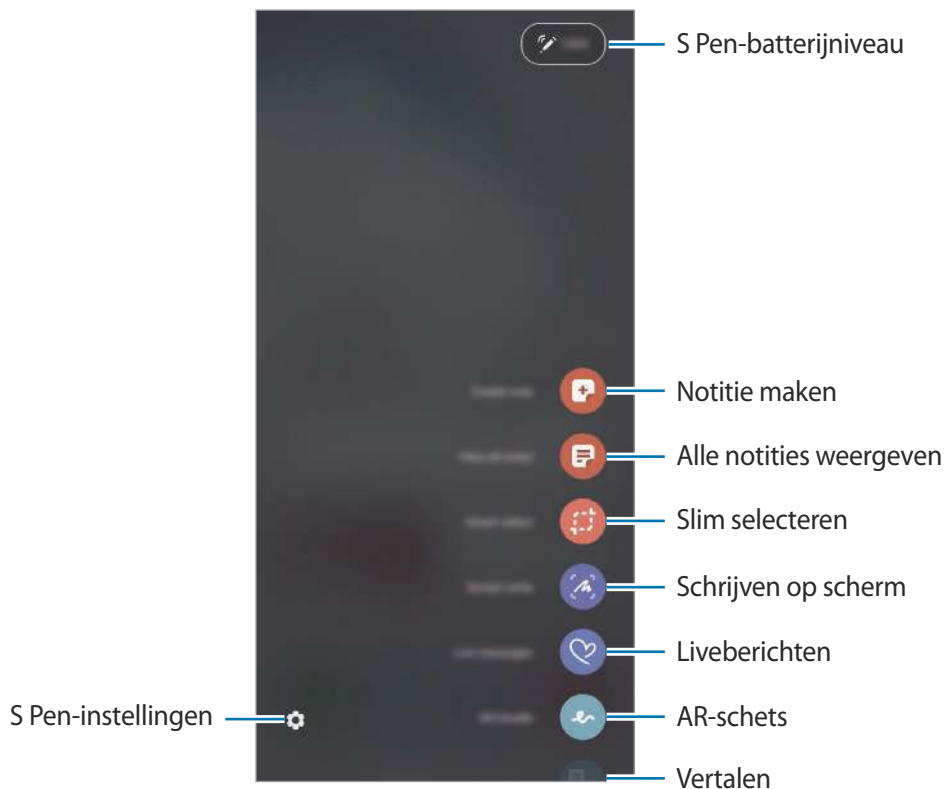 S Pen-batterijniveau
Notitie maken
Alle notities weergeven
Slim selecteren
Schrijven op scherm
Liveberichten
S Pen-instellingen
AR-schets
Vertalen